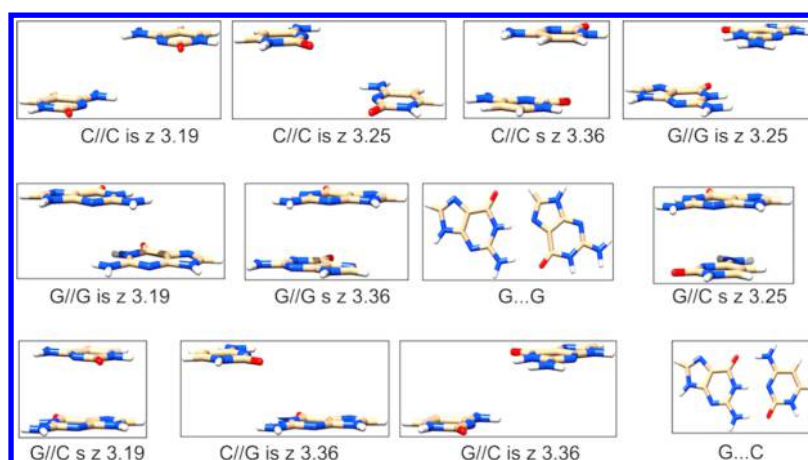 C//C is z 3.19
C//C is z 3.25
C//C s z 3.36
G//G is z 3.25
G//G is z 3.19
G//G s z 3.36
G...G
G//C s z 3.25
G//C s z 3.19
C//G is z 3.36
G//C is z 3.36
G...C